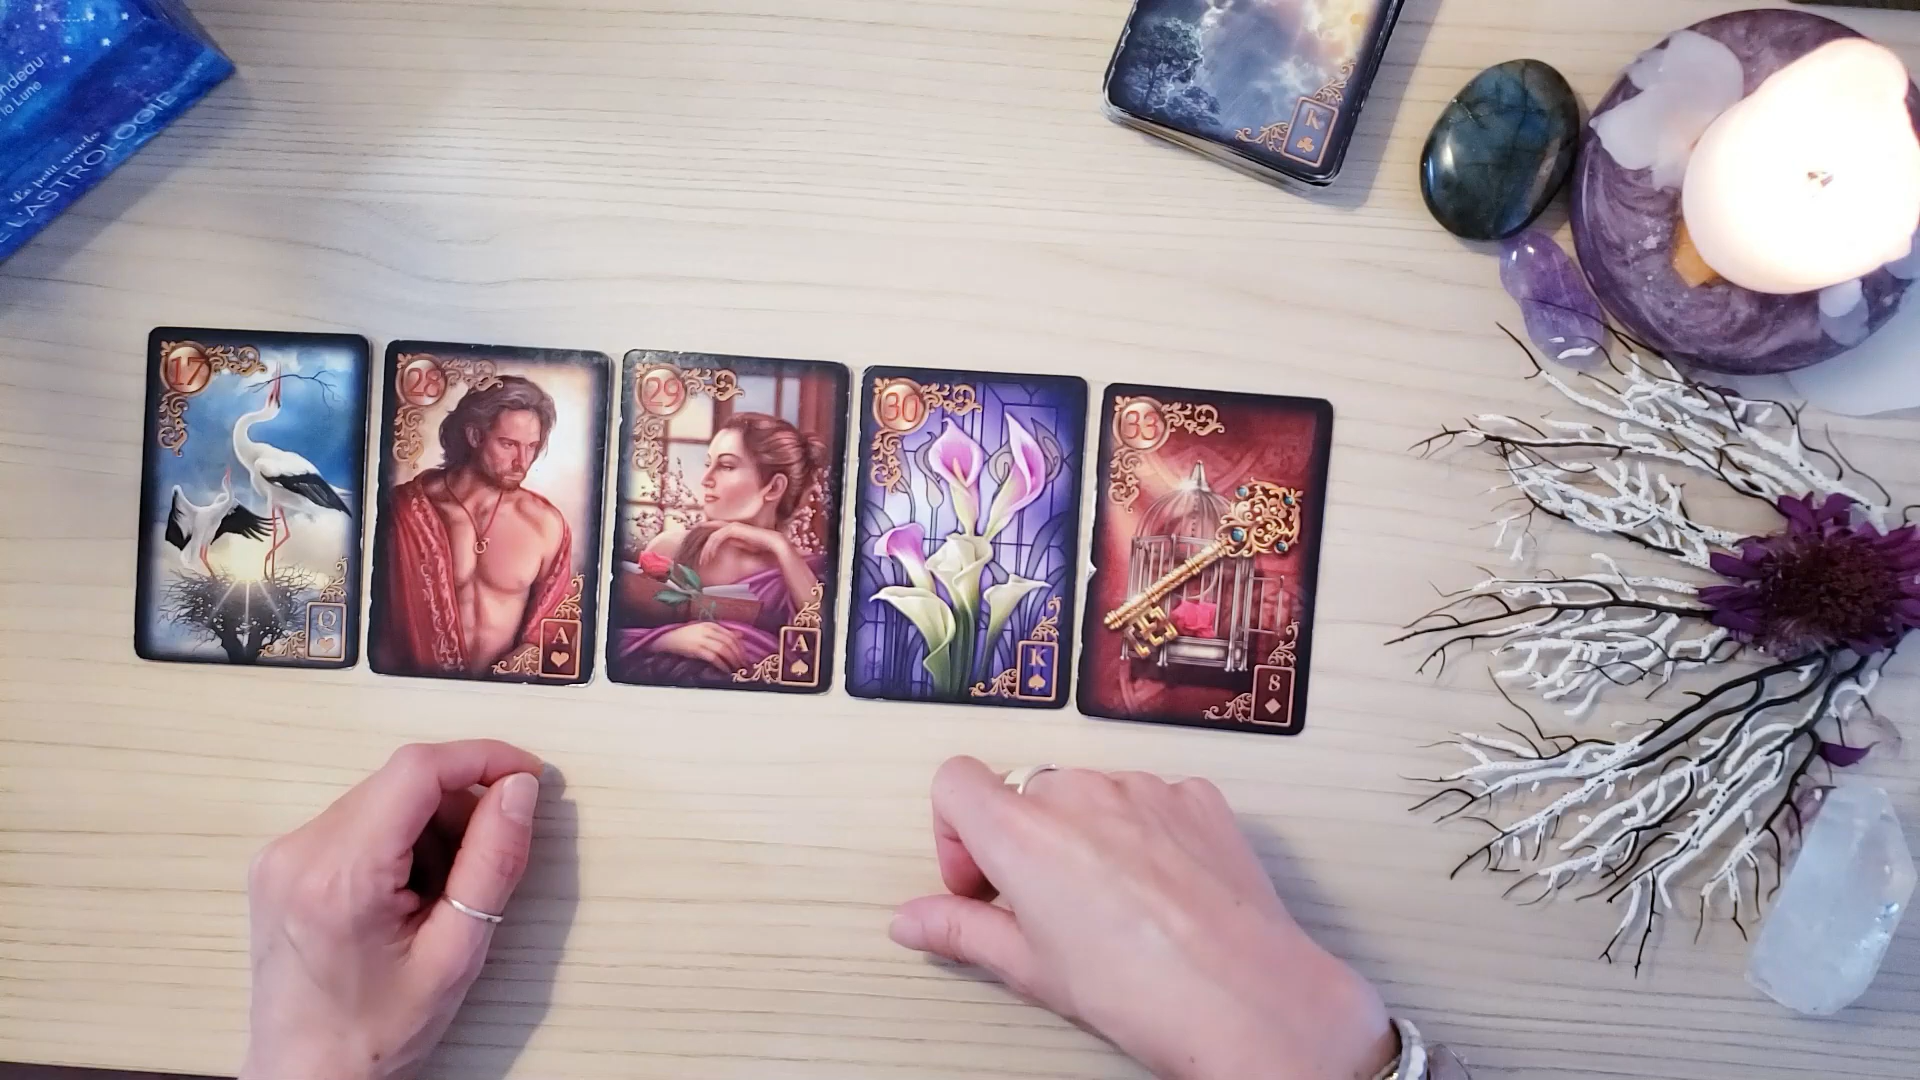 ndeau
la Lune
Le petit oracle
E L'ASTROLOGIE
K
17
Q
28
A
29
A
30
K
33
8